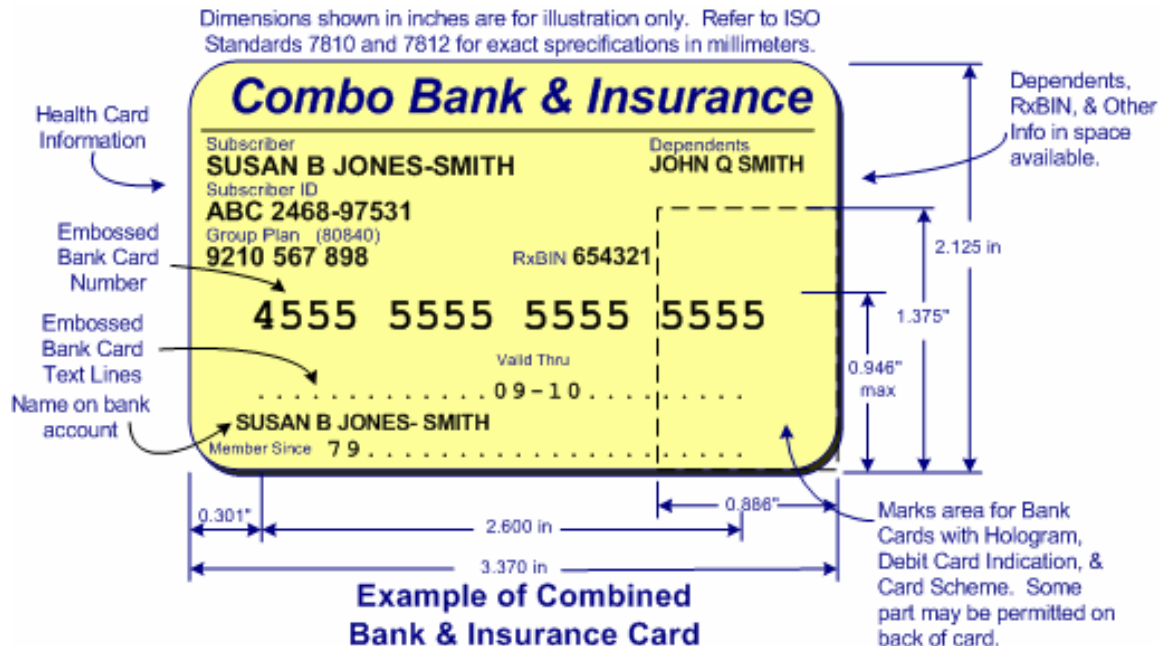 Dimensions shown in inches are for illustration only. Refer to ISO
Standards 7810 and 7812 for exact sprecifications in millimeters.
Combo Bank & Insurance
Health Card
Information
Subscriber
SUSAN B JONES-SMITH
Dependents
JOHN Q SMITH
Subscriber ID
ABC 2468-97531
Group Plan (80840)
9210 567 898
RxBIN 654321
Dependents,
RxBIN, & Other
Info in space
available.
Embossed
Bank Card
Number
4555 5555 5555 5555
Embossed
Bank Card
Text Lines
Valid Thru
. . . . . . . . . . . . . 09-10. . . . . . . . .
Name on bank
account
SUSAN B JONES- SMITH
Member Since 79. . . . . . . . . . . . . . . . . . . . .
2.125 in
1.375"
0.946"
max
0.301"
2.600 in
0.886"
3.370 in
Marks area for Bank
Cards with Hologram,
Debit Card Indication, &
Card Scheme. Some
part may be permitted on
back of card.
Example of Combined
Bank & Insurance Card